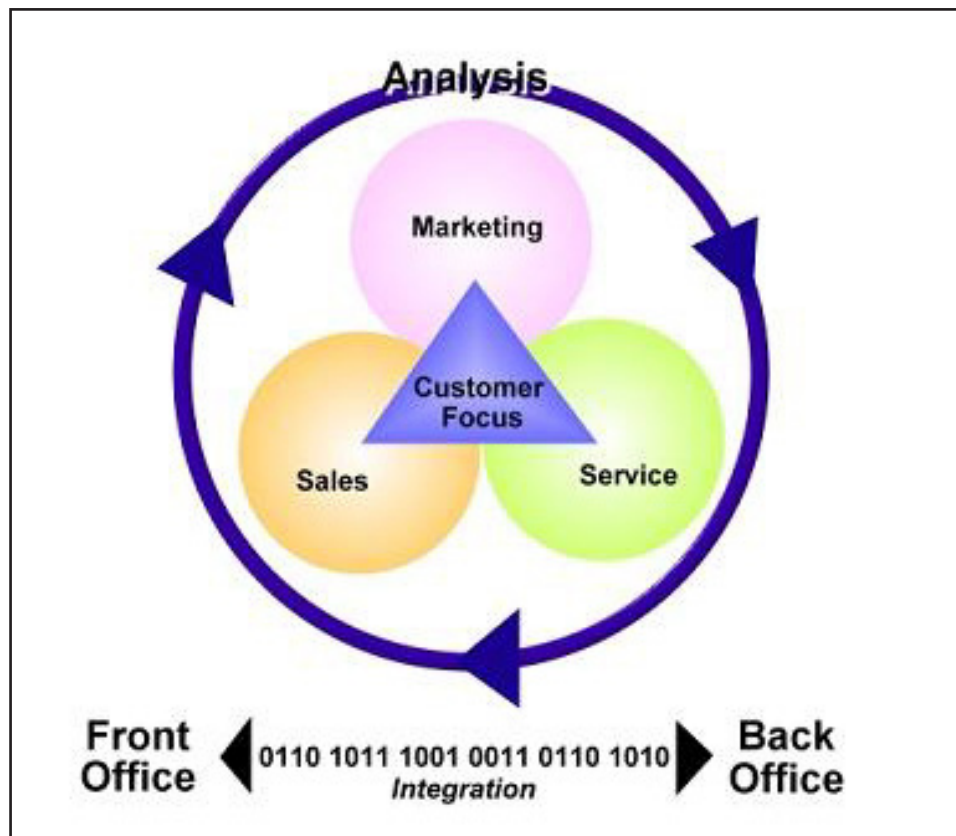 Analysis
Marketing
Customer
Focus
Sales
Service
Front
Office
0110 1011 1001 0011 0110 1010
Integration
Back
Office